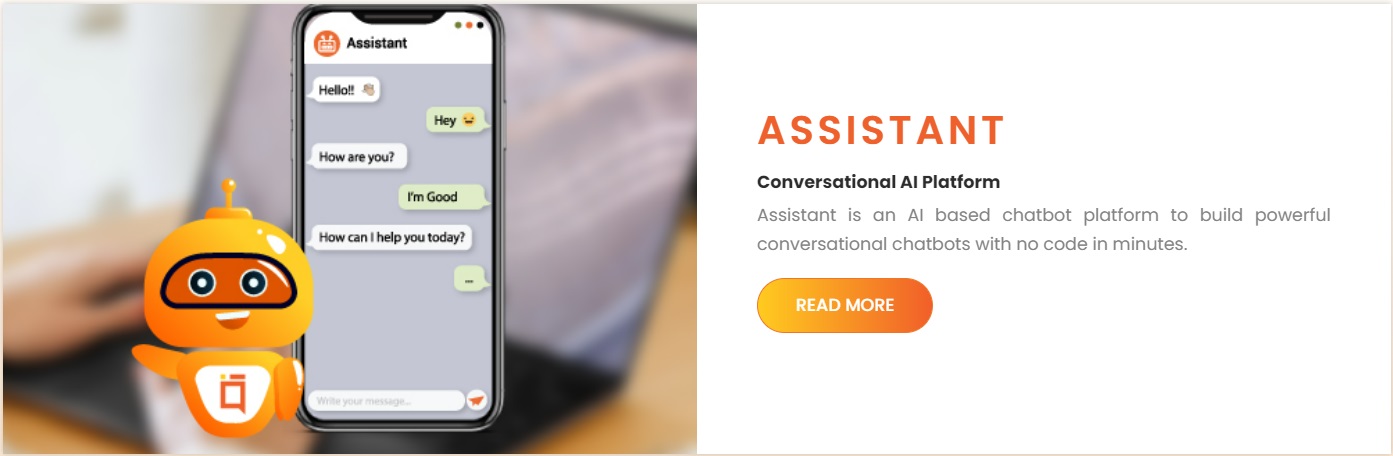 Assistant
Hello!! 👋🏼
Hey 😄
How are you?
I'm Good
How can I help you today?
...
Write your message...
ASSISTANT
Conversational AI Platform
Assistant is an AI based chatbot platform to build powerful
conversational chatbots with no code in minutes.
READ MORE